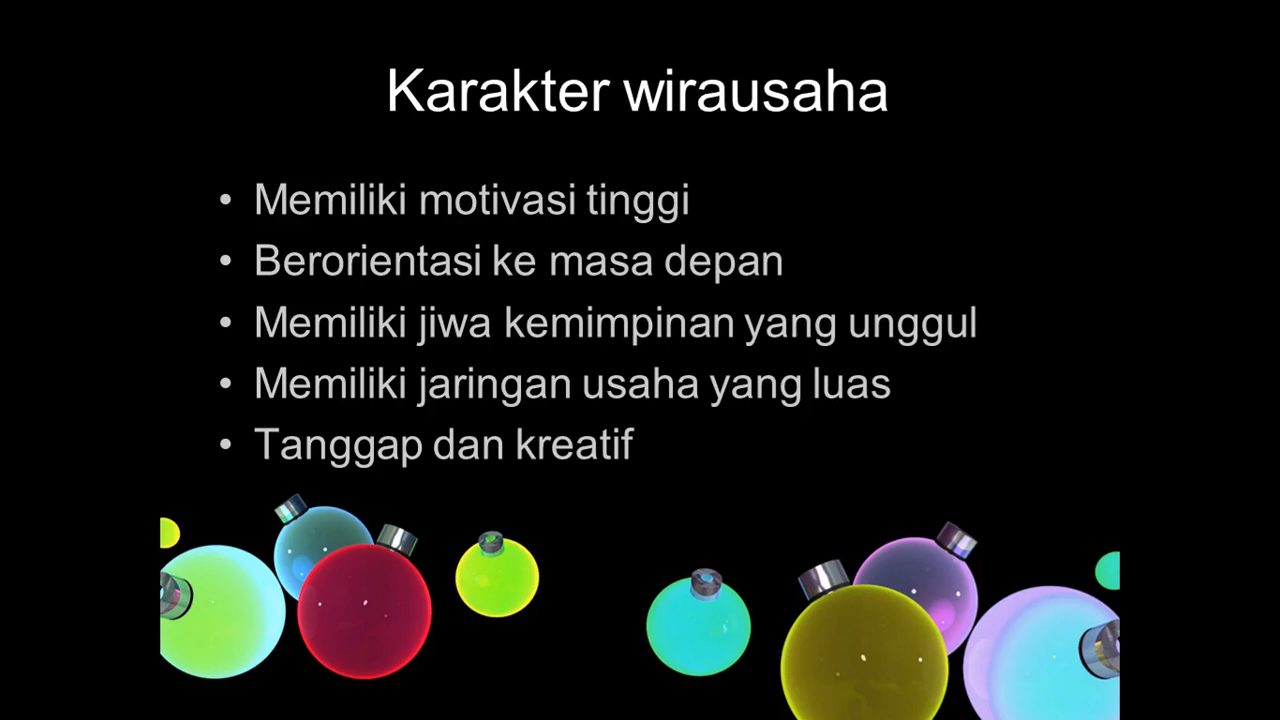 Karakter wirausaha
• Memiliki motivasi tinggi
• Berorientasi ke masa depan
• Memiliki jiwa kemimpinan yang unggul
• Memiliki jaringan usaha yang luas
• Tanggap dan kreatif